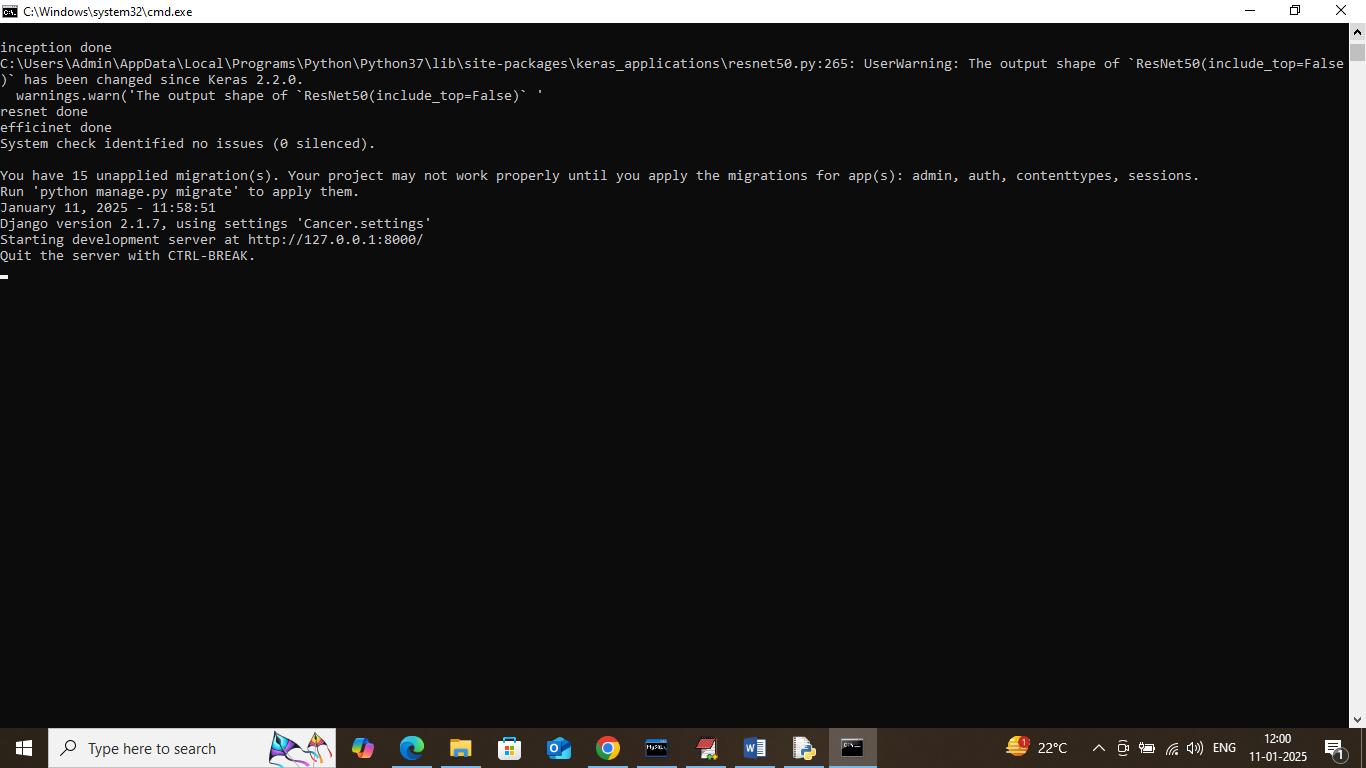 C:\Windows\system32\cmd.exe
inception done
C:\Users\Admin\AppData\Local\Programs\Python\Python37\lib\site-packages\keras_applications\resnet50.py:265: UserWarning: The output shape of `ResNet50(include_top=False
)` has been changed since Keras 2.2.0.
  warnings.warn('The output shape of `ResNet50(include_top=False)` '
resnet done
efficinet done
System check identified no issues (0 silenced).
You have 15 unapplied migration(s). Your project may not work properly until you apply the migrations for app(s): admin, auth, contenttypes, sessions.
Run 'python manage.py migrate' to apply them.
January 11, 2025 - 11:58:51
Django version 2.1.7, using settings 'Cancer.settings'
Starting development server at http://127.0.0.1:8000/
Quit the server with CTRL-BREAK.
Type here to search
22°C
ENG
12:00
11-01-2025